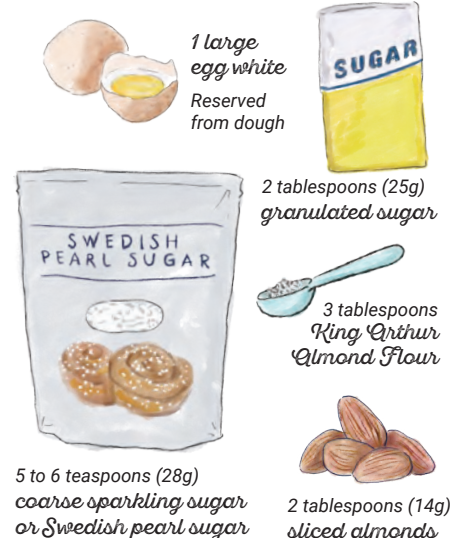 1 large
egg white
Reserved
from dough
SUGAR
2 tablespoons (25g)
granulated sugar
SWEDISH
PEARL SUGAR
3 tablespoons
King Arthur
Almond Flour
5 to 6 teaspoons (28g)
coarse sparkling sugar
or Swedish pearl sugar
2 tablespoons (14g)
sliced almonds